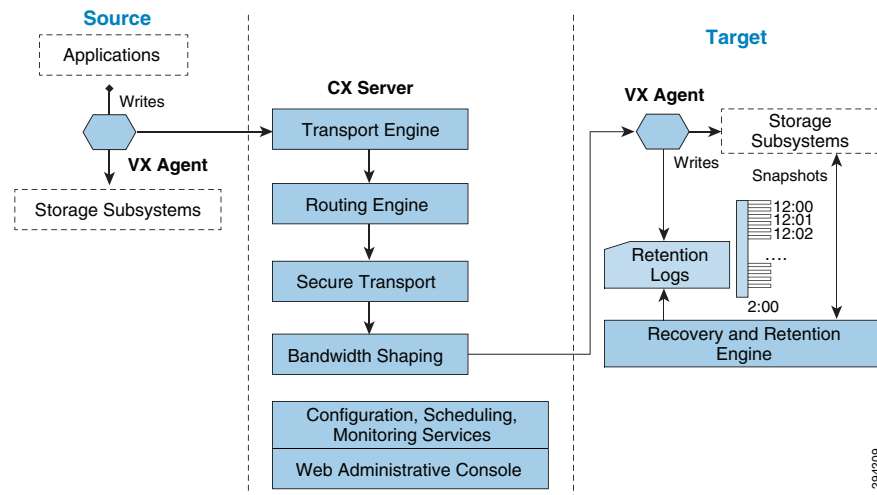 Source
Applications
Writes
VX Agent
Storage Subsystems
CX Server
Transport Engine
Routing Engine
Secure Transport
Bandwidth Shaping
Configuration, Scheduling,
Monitoring Services
Web Administrative Console
Target
VX Agent
Storage
Subsystems
Writes
Snapshots
12:00
12:01
12:02
....
2:00
Retention
Logs
Recovery and Retention
Engine
294209